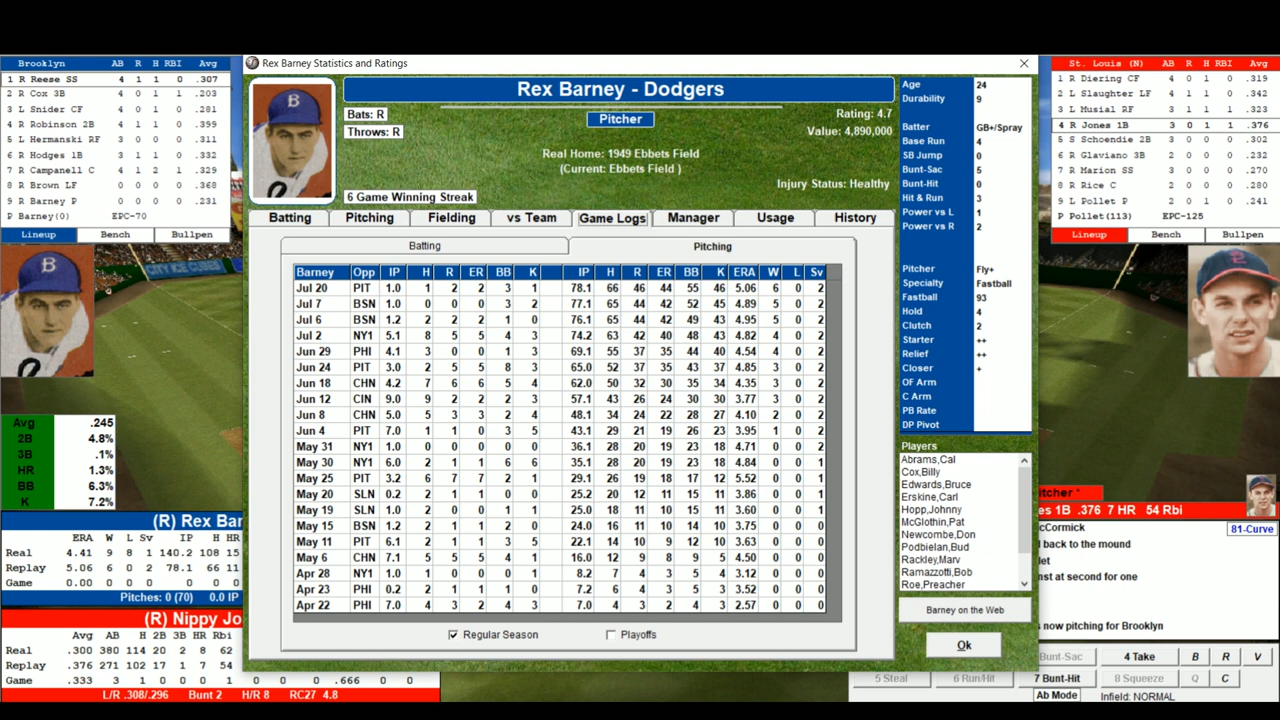 Rex Barney Statistics and Ratings
Brooklyn AB R H RBI Avg
1 R Reese SS 4 1 1 0 .307
2 R Cox 3B 4 0 1 0 .203
3 L Snider CF 4 0 1 0 .281
4 R Robinson 2B 4 1 1 0 .399
5 L Hermanski RF 3 1 1 0 .311
6 R Hodges 1B 3 1 1 0 .332
7 R Campanell C 4 1 2 1 .329
8 R Brown LF 0 0 0 0 .368
9 R Barney P 0 0 0 0 .231
P Barney(0) EPC-70
Lineup Bench Bullpen
CITY ICE CUBES
Avg .245
2B 4.8%
3B .1%
HR 1.3%
BB 6.3%
K 7.2%
(R) Rex Bar
ERA W L Sv IP H HR
Real 4.41 9 8 1 140.2 108 15
Replay 5.06 6 0 2 78.1 66 11
Game 0.00 0 0 0
Pitches: 0 (70) 0.0 IP
(R) Nippy Jo
Avg AB H 2B 3B HR Rbi
Real .300 380 114 20 2 8 62
Replay .376 271 102 17 1 7 54
Game .333 3 1 0 0 0 1 0 0 0 .666 0 0
L/R .308/.296 Bunt 2 H/R 8 RC27 4.8
Rex Barney - Dodgers
Bats: R
Throws: R
Pitcher
Rating: 4.7
Value: 4,890,000
Real Home: 1949 Ebbets Field
(Current: Ebbets Field )
Injury Status: Healthy
6 Game Winning Streak
Batting Pitching Fielding vs Team Game Logs Manager Usage History
Batting Pitching
Barney Opp IP H R ER BB K IP H R ER BB K ERA W L Sv
Jul 20 PIT 1.0 1 2 2 3 1 78.1 66 46 44 55 46 5.06 6 0 2
Jul 7 BSN 1.0 0 0 0 3 2 77.1 65 44 42 52 45 4.89 5 0 2
Jul 6 BSN 1.2 2 2 2 1 0 76.1 65 44 42 49 43 4.95 5 0 2
Jul 2 NY1 5.1 8 5 5 4 3 74.2 63 42 40 48 43 4.82 4 0 2
Jun 29 PHI 4.1 3 0 0 1 3 69.1 55 37 35 44 40 4.54 4 0 2
Jun 24 PIT 3.0 2 5 5 8 3 65.0 52 37 35 43 37 4.85 3 0 2
Jun 18 CHN 4.2 7 6 6 5 4 62.0 50 32 30 35 34 4.35 3 0 2
Jun 12 CIN 9.0 9 2 2 2 3 57.1 43 26 24 30 30 3.77 3 0 2
Jun 8 CHN 5.0 5 3 3 2 4 48.1 34 24 22 28 27 4.10 2 0 2
Jun 4 PIT 7.0 1 1 0 3 5 43.1 29 21 19 26 23 3.95 1 0 2
May 31 NY1 1.0 0 0 0 0 0 36.1 28 20 19 23 18 4.71 0 0 2
May 30 NY1 6.0 2 1 1 6 6 35.1 28 20 19 23 18 4.84 0 0 1
May 25 PIT 3.2 6 7 7 2 1 29.1 26 19 18 17 12 5.52 0 0 1
May 20 SLN 0.2 2 1 1 0 0 25.2 20 12 11 15 11 3.86 0 0 1
May 19 SLN 1.0 2 0 0 1 1 25.0 18 11 10 15 11 3.60 0 0 1
May 15 BSN 1.2 2 1 1 2 0 24.0 16 11 10 14 10 3.75 0 0 0
May 11 PIT 6.1 2 1 1 3 5 22.1 14 10 9 12 10 3.63 0 0 0
May 6 CHN 7.1 5 5 5 4 1 16.0 12 9 8 9 5 4.50 0 0 0
Apr 28 NY1 1.0 1 0 0 0 1 8.2 7 4 3 5 4 3.12 0 0 0
Apr 23 PHI 0.2 2 1 1 1 0 7.2 6 4 3 5 3 3.52 0 0 0
Apr 22 PHI 7.0 4 3 2 4 3 7.0 4 3 2 4 3 2.57 0 0 0
Regular Season Playoffs
Age 24
Durability 9
Batter GB+/Spray
Base Run 4
SB Jump 0
Bunt-Sac 5
Bunt-Hit 0
Hit & Run 3
Power vs L 1
Power vs R 2
Pitcher Fly+
Specialty Fastball
Fastball 93
Hold 4
Clutch 2
Starter ++
Relief ++
Closer +
OF Arm
C Arm
PB Rate
DP Pivot
Players
Abrams,Cal
Cox,Billy
Edwards,Bruce
Erskine,Carl
Hopp,Johnny
McGlothin,Pat
Newcombe,Don
Podbielan,Bud
Rackley,Marv
Ramazzotti,Bob
Roe,Preacher
Barney on the Web
Ok
St. Louis (N) AB R H RBI Avg
1 R Diering CF 4 0 1 0 .319
2 L Slaughter LF 4 0 0 0 .342
3 L Musial RF 3 1 1 1 .323
4 R Jones 1B 3 0 1 1 .376
5 S Schoendie 2B 3 0 0 0 .302
6 R Glaviano 3B 2 0 0 0 .232
7 R Marion SS 3 0 0 0 .270
8 R Rice C 2 0 1 0 .280
9 L Pollet P 2 0 1 0 .241
P Pollet(113) EPC-125
Lineup Bench Bullpen
itcher *
es 1B .376 7 HR 54 Rbi
cCormick 81-Curve
l back to the mound
let
nst at second for one
s now pitching for Brooklyn
Bunt-Sac 4 Take B R V
5 Steal 6 Run/Hit 7 Bunt-Hit 8 Squeeze Q C
Ab Mode Infield: NORMAL